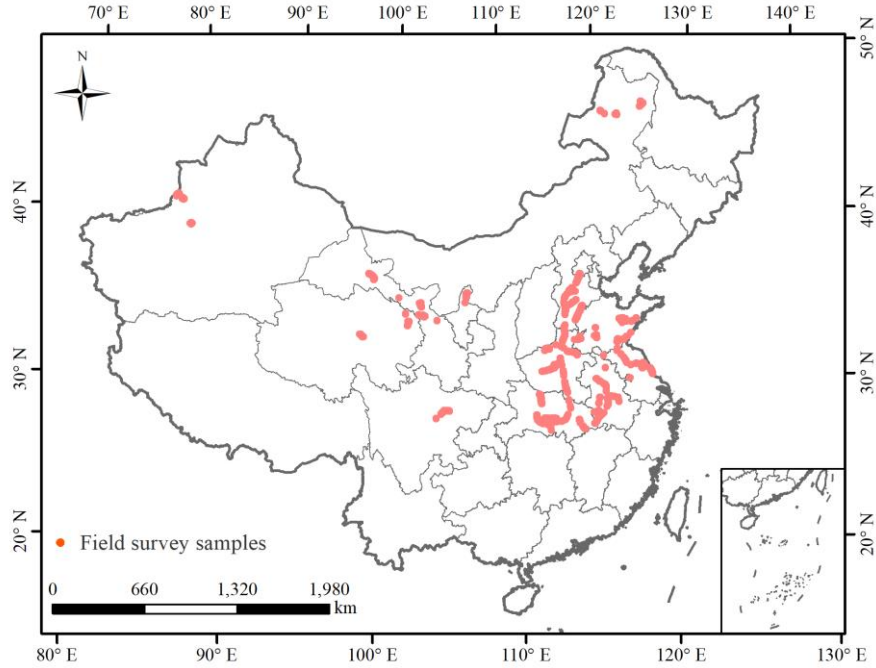 70° E 80° E 90° E 100° E 110° E 120° E 130° E 140° E
50° N
N
40° N 40° N
30° N 30° N
20° N 20° N
Field survey samples
0 660 1,320 1,980
km
80° E 90° E 100° E 110° E 120° E 130° E